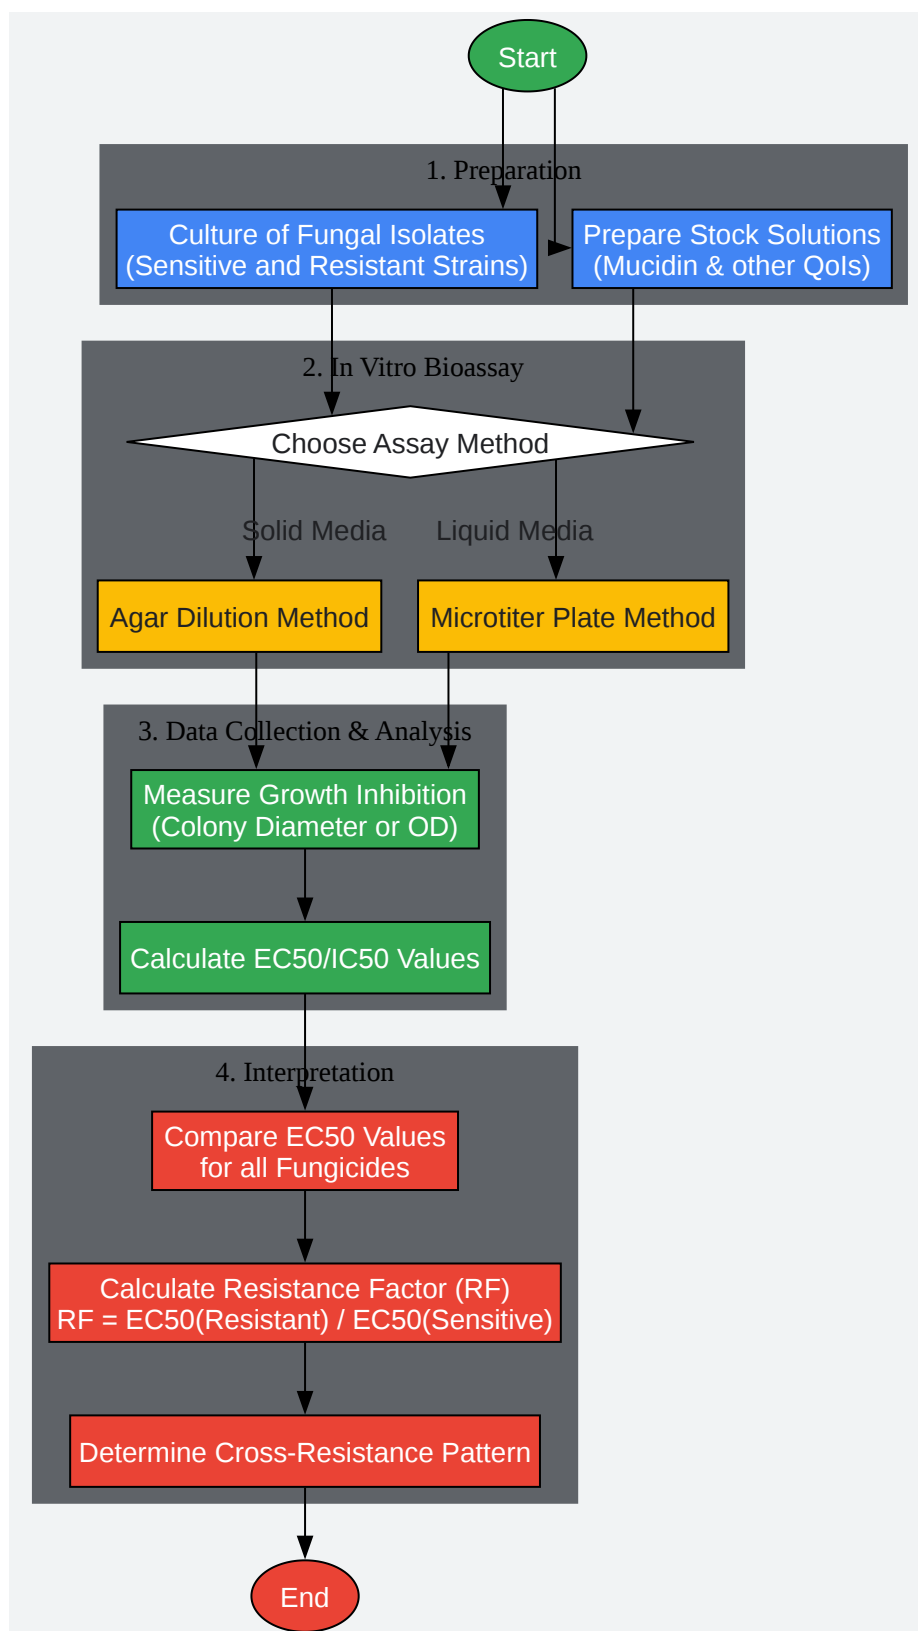 Start
1. Preparation
Culture of Fungal Isolates
(Sensitive and Resistant Strains)
Prepare Stock Solutions
(Mucidin & other QoIs)
2. In Vitro Bioassay
Choose Assay Method
Solid Media
Liquid Media
Agar Dilution Method
Microtiter Plate Method
3. Data Collection & Analysis
Measure Growth Inhibition
(Colony Diameter or OD)
Calculate EC50/IC50 Values
4. Interpretation
Compare EC50 Values
for all Fungicides
Calculate Resistance Factor (RF)
RF = EC50(Resistant) / EC50(Sensitive)
Determine Cross-Resistance Pattern
End